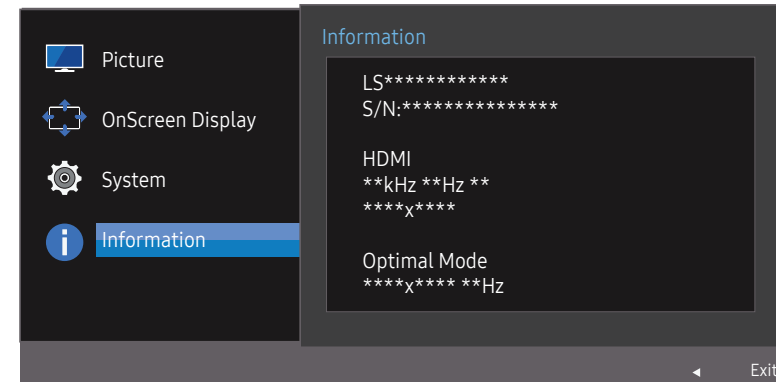 Picture
OnScreen Display
System
Information
Information
LS************
S/N:***************
HDMI
**kHz **Hz **
****x****
Optimal Mode
****x**** **Hz
Exit